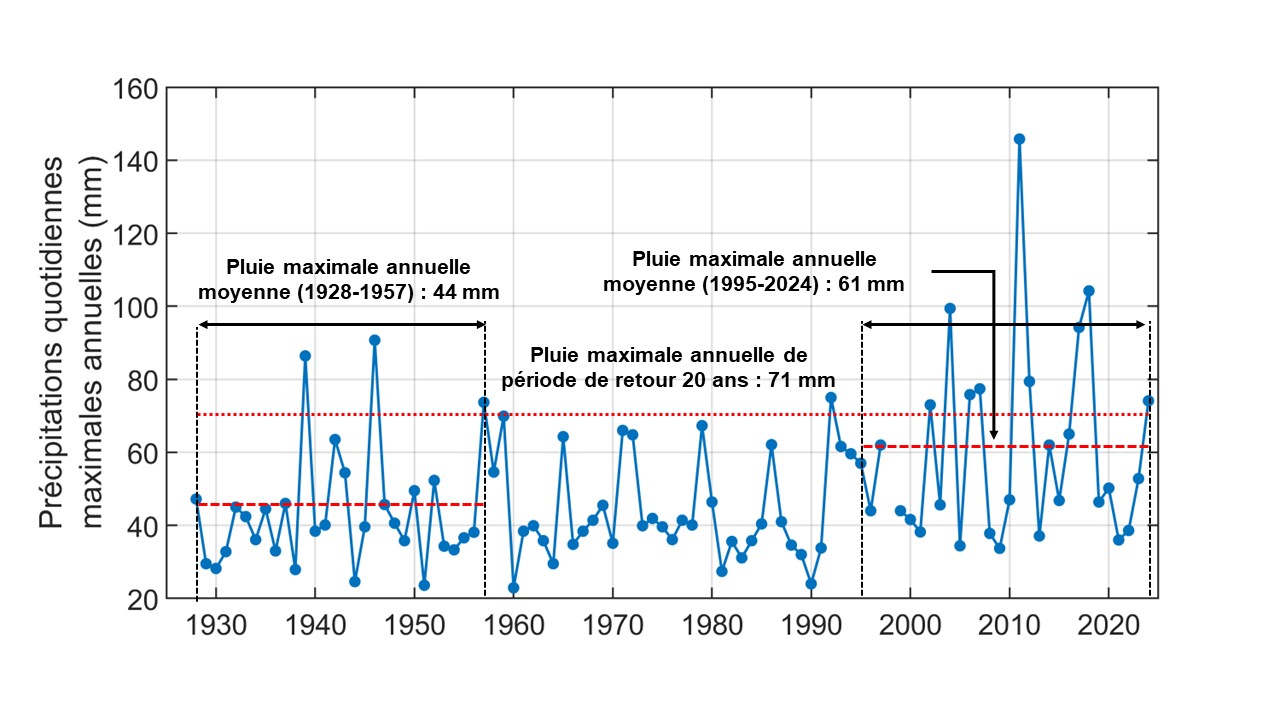 Précipitations quotidiennes
maximales annuelles (mm)
160
140
120
100
80
60
40
20
Pluie maximale annuelle
moyenne (1928-1957) : 44 mm
Pluie maximale annuelle
moyenne (1995-2024) : 61 mm
Pluie maximale annuelle de
période de retour 20 ans : 71 mm
1930 1940 1950 1960 1970 1980 1990 2000 2010 2020